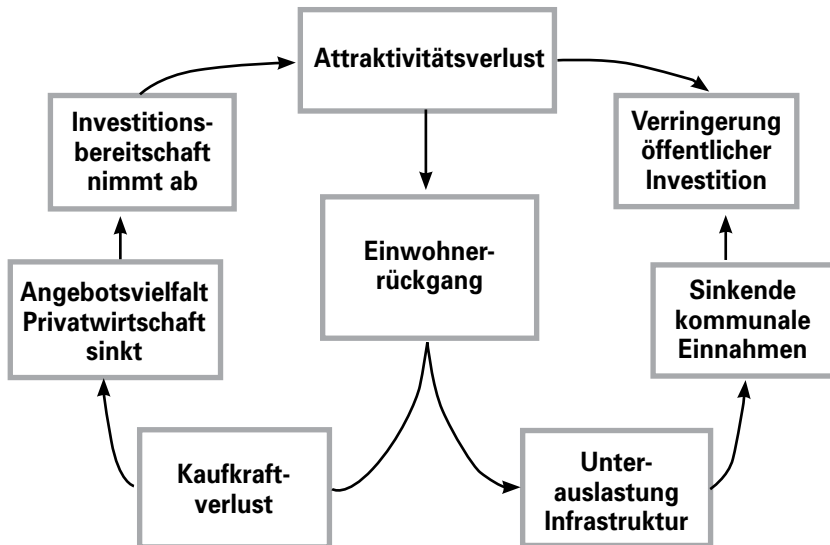 Attraktivitätsverlust
Investitions-
bereitschaft
nimmt ab
Verringerung
öffentlicher
Investition
Einwohner-
rückgang
Angebotsvielfalt
Privatwirtschaft
sinkt
Sinkende
kommunale
Einnahmen
Kaufkraft-
verlust
Unter-
auslastung
Infrastruktur